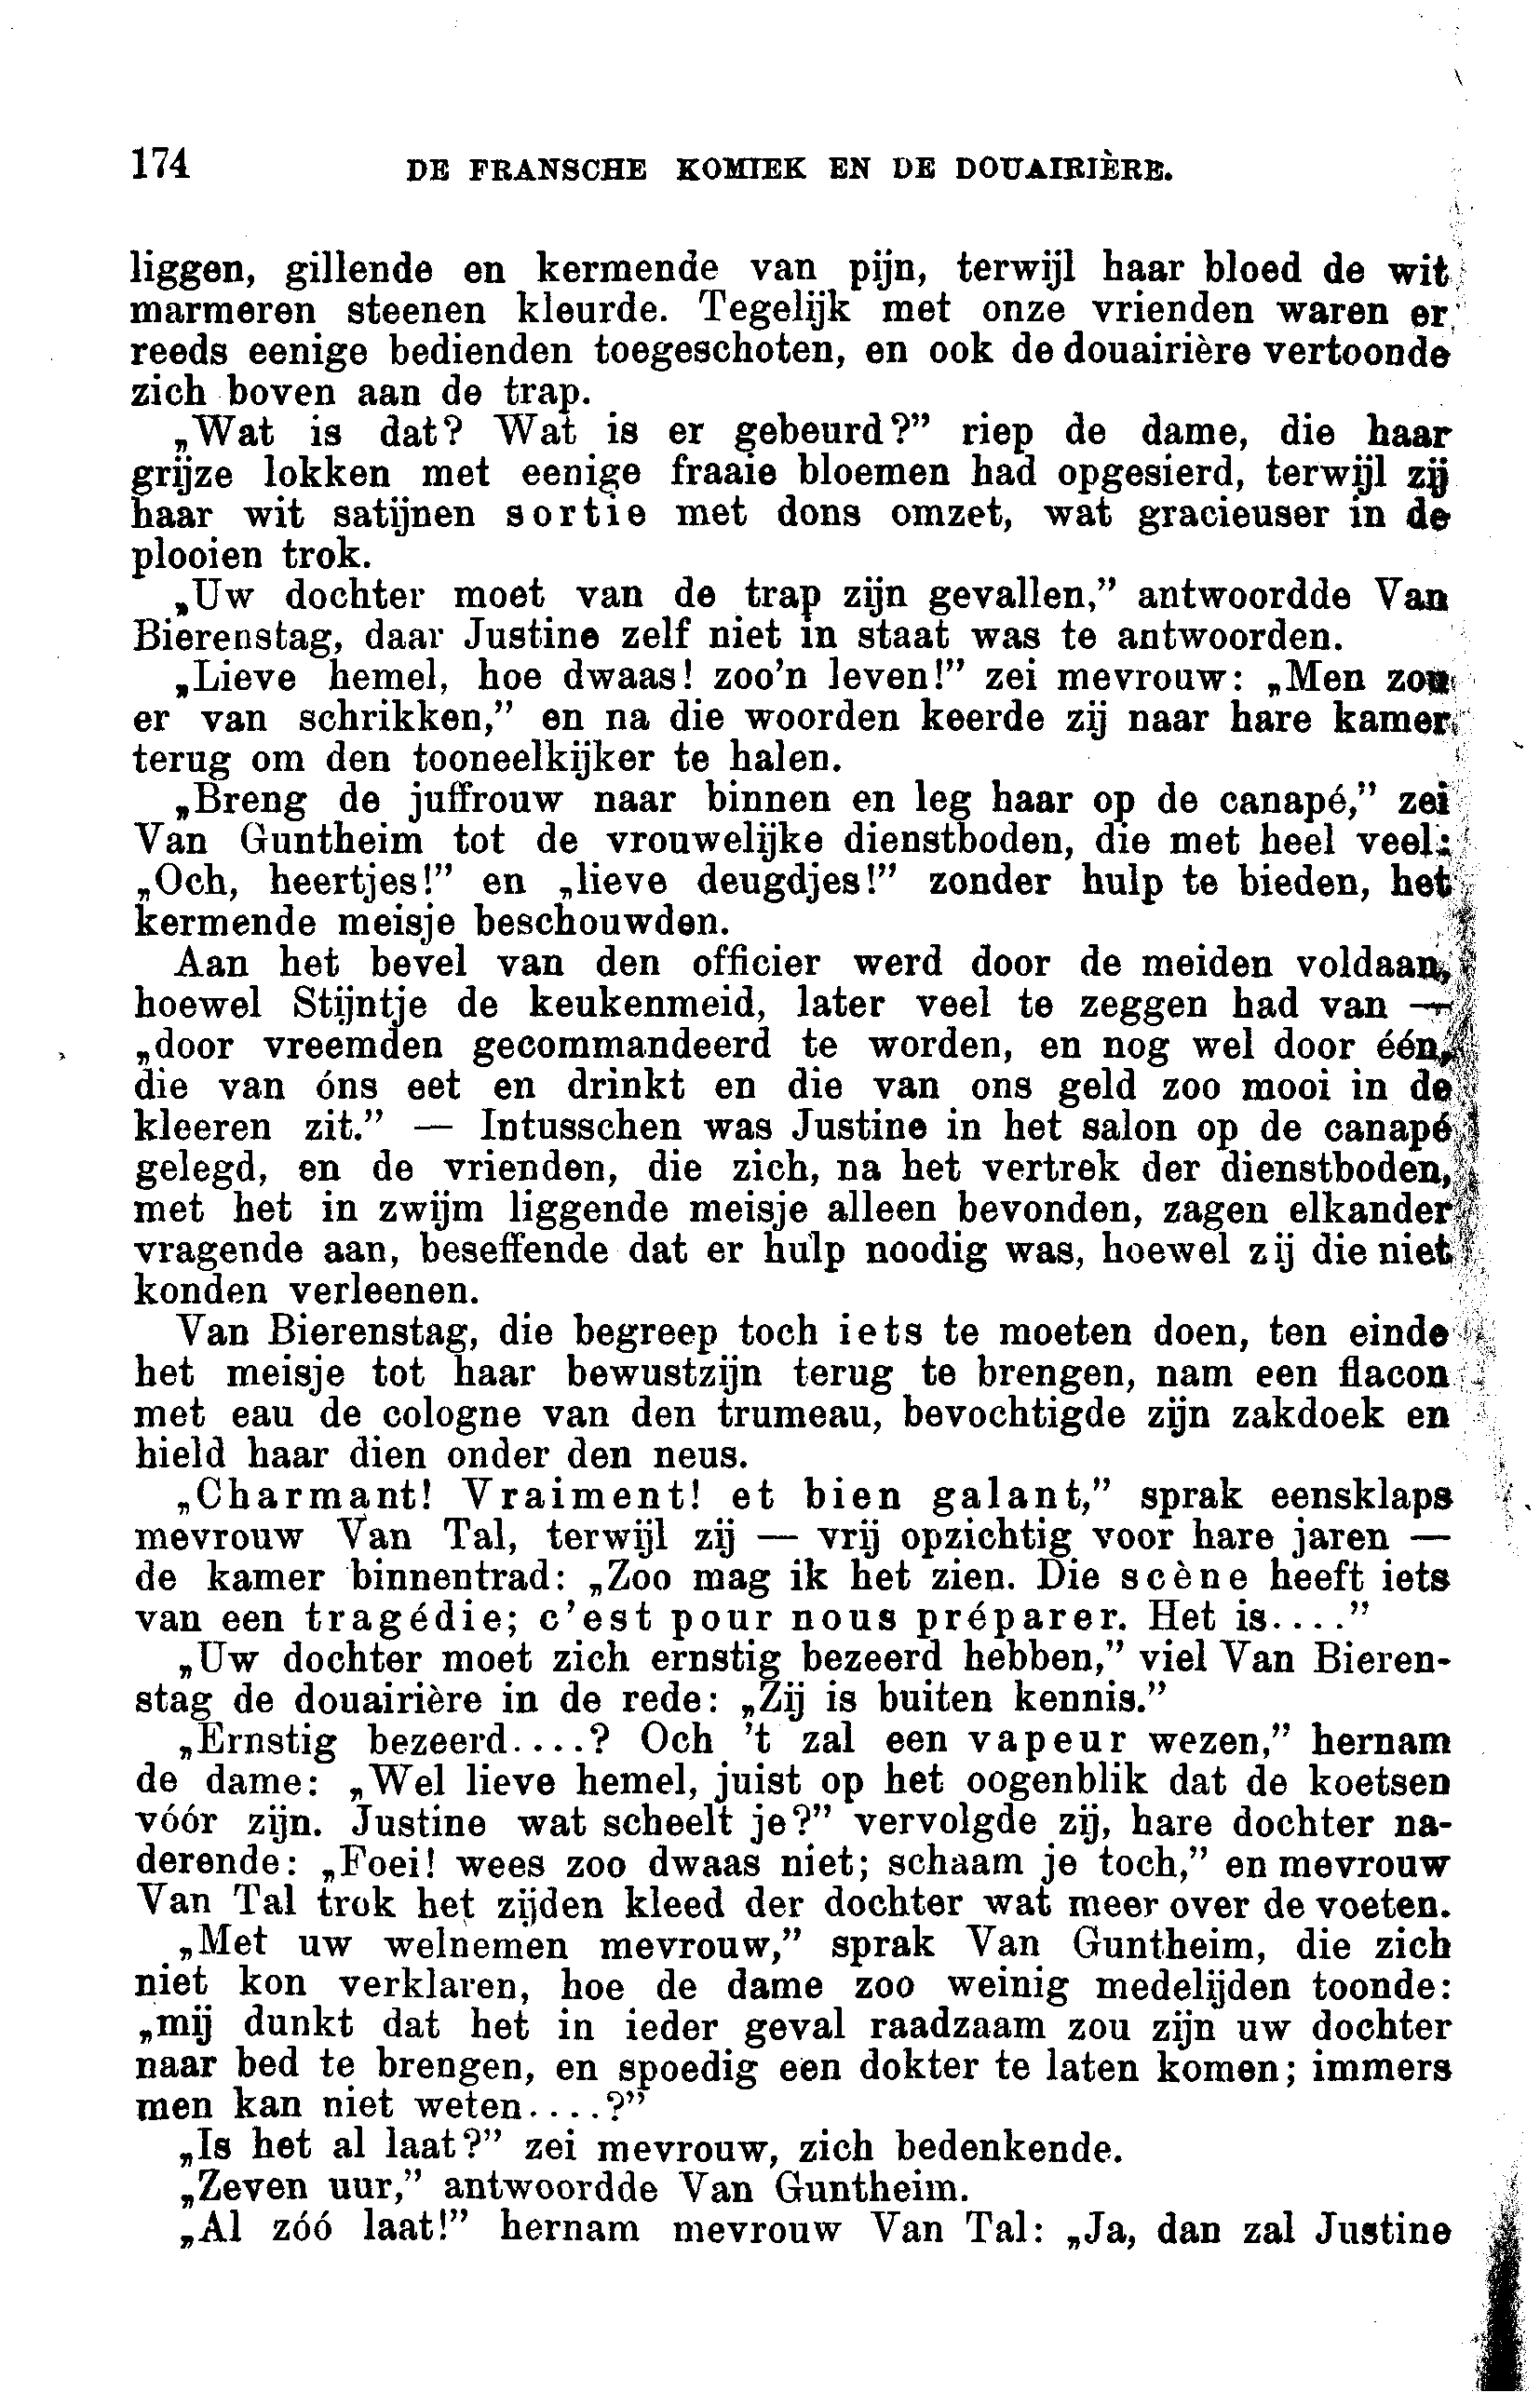 174 DE FRANSCHE KOMIEK EN DE DOUAIRIÈRE.
liggen, gillende en kermende van pijn, terwijl haar bloed de wit
marmeren steenen kleurde. Tegelijk met onze vrienden waren er
reeds eenige bedienden toegeschoten, en ook de douairière vertoonde
zich boven aan de trap.
„Wat is dat? Wat is er gebeurd?” riep de dame, die haar
grijze lokken met eenige fraaie bloemen had opgesierd, terwijl zij
haar wit satijnen sortie met dons omzet, wat gracieuser in de
plooien trok.
„Uw dochter moet van de trap zijn gevallen,” antwoordde Van
Bierenstag, daar Justine zelf niet in staat was te antwoorden.
„Lieve hemel, hoe dwaas! zoo'n leven!” zei mevrouw: „Men zou
er van schrikken,” en na die woorden keerde zij naar hare kamer
terug om den tooneelkijker te halen.
„Breng de juffrouw naar binnen en leg haar op de canapé,” zei
Van Guntheim tot de vrouwelijke dienstboden, die met heel veel:
„Och, heertjes!” en „lieve deugdjes!” zonder hulp te bieden, het
kermende meisje beschouwden.
Aan het bevel van den officier werd door de meiden voldaan,
hoewel Stijntje de keukenmeid, later veel te zeggen had van —
„door vreemden gecommandeerd te worden, en nog wel door één,
die van óns eet en drinkt en die van ons geld zoo mooi in de
kleeren zit.” — Intusschen was Justine in het salon op de canapé
gelegd, en de vrienden, die zich, na het vertrek der dienstboden,
met het in zwijm liggende meisje alleen bevonden, zagen elkander
vragende aan, beseffende dat er hulp noodig was, hoewel zij die niet
konden verleenen.
Van Bierenstag, die begreep toch iets te moeten doen, ten einde
het meisje tot haar bewustzijn terug te brengen, nam een flacon
met eau de cologne van den trumeau, bevochtigde zijn zakdoek en
hield haar dien onder den neus.
„Charmant! Vraiment! et bien galant,” sprak eensklaps
mevrouw Van Tal, terwijl zij — vrij opzichtig voor hare jaren —
de kamer binnentrad: „Zoo mag ik het zien. Die scène heeft iets
van een tragédie; c'est pour nous préparer. Het is....”
„Uw dochter moet zich ernstig bezeerd hebben,” viel Van Bieren-
stag de douairière in de rede: „Zij is buiten kennis.”
„Ernstig bezeerd....? Och 't zal een vapeur wezen,” hernam
de dame: „Wel lieve hemel, juist op het oogenblik dat de koetsen
vóór zijn. Justine wat scheelt je?” vervolgde zij, hare dochter na-
derende: „Foei! wees zoo dwaas niet; schaam je toch,” en mevrouw
Van Tal trok het zijden kleed der dochter wat meer over de voeten.
„Met uw welnemen mevrouw,” sprak Van Guntheim, die zich
niet kon verklaren, hoe de dame zoo weinig medelijden toonde:
„mij dunkt dat het in ieder geval raadzaam zou zijn uw dochter
naar bed te brengen, en spoedig een dokter te laten komen; immers
men kan niet weten....?”
„Is het al laat?” zei mevrouw, zich bedenkende.
„Zeven uur,” antwoordde Van Guntheim.
„Al zóó laat!” hernam mevrouw Van Tal: „Ja, dan zal Justine